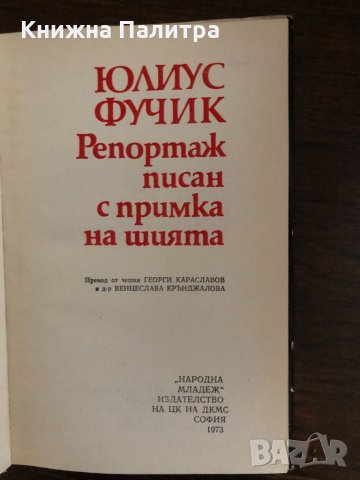 Книжна Палитра
ЮЛИУС
ФУЧИК
Репортаж
писан
с примка
на шията
Превод от чешки ГЕОРГИ КАРАСЛАВОВ
и д-р ВЕНЦЕСЛАВА КРЪНДЖАЛОВА
„НАРОДНА
МЛАДЕЖ“
ИЗДАТЕЛСТВО
НА ЦК НА ДКМС
СОФИЯ
1973
BAZAR